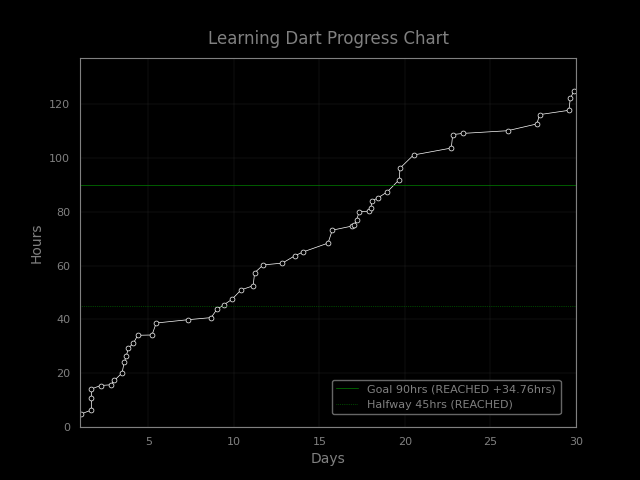 Learning Dart Progress Chart
Hours
120
100
80
60
40
20
0
5 10 15 20 25 30
Days
Goal 90hrs (REACHED +34.76hrs)
Halfway 45hrs (REACHED)